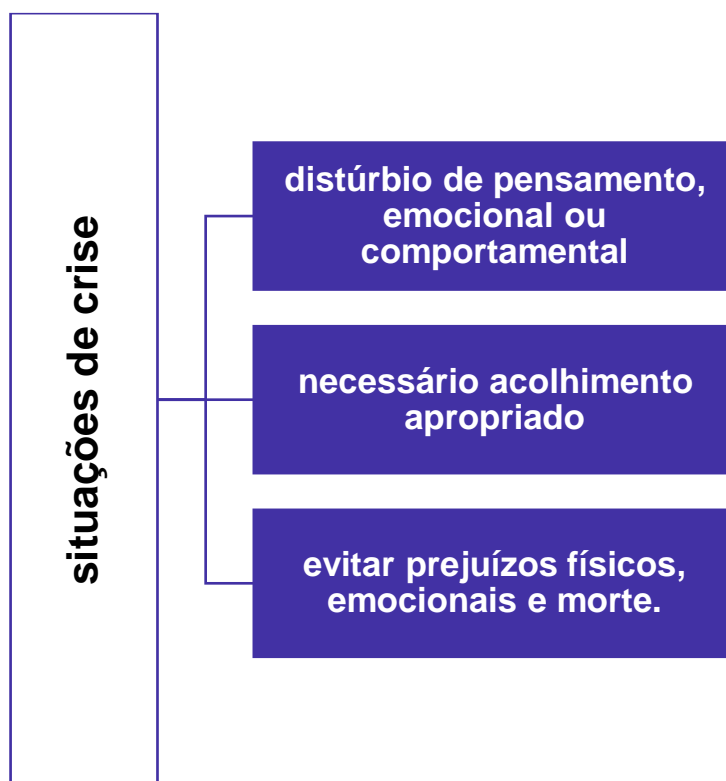 situações de crise
distúrbio de pensamento,
emocional ou
comportamental
necessário acolhimento
apropriado
evitar prejuízos físicos,
emocionais e morte.